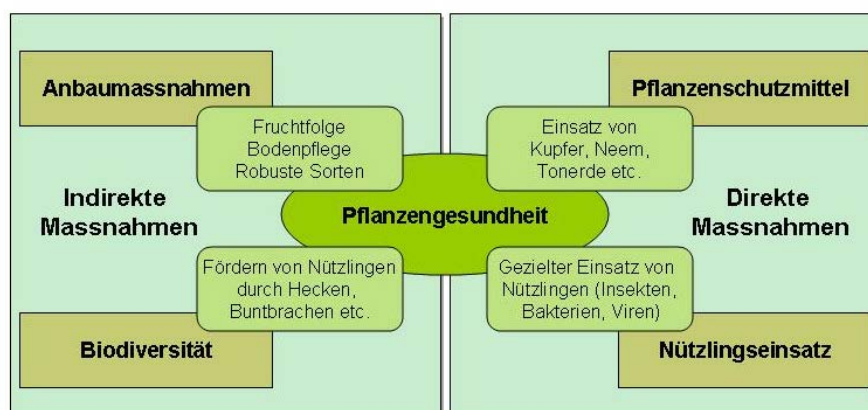 Anbaumassnahmen
Fruchtfolge
Bodenpflege
Robuste Sorten
Indirekte
Massnahmen
Fördern von Nützlingen
durch Hecken,
Buntbrachen etc.
Biodiversität
Pflanzengesundheit
Pflanzenschutzmittel
Einsatz von
Kupfer, Neem,
Tonerde etc.
Direkte
Massnahmen
Gezielter Einsatz von
Nützlingen (Insekten,
Bakterien, Viren)
Nützlingseinsatz